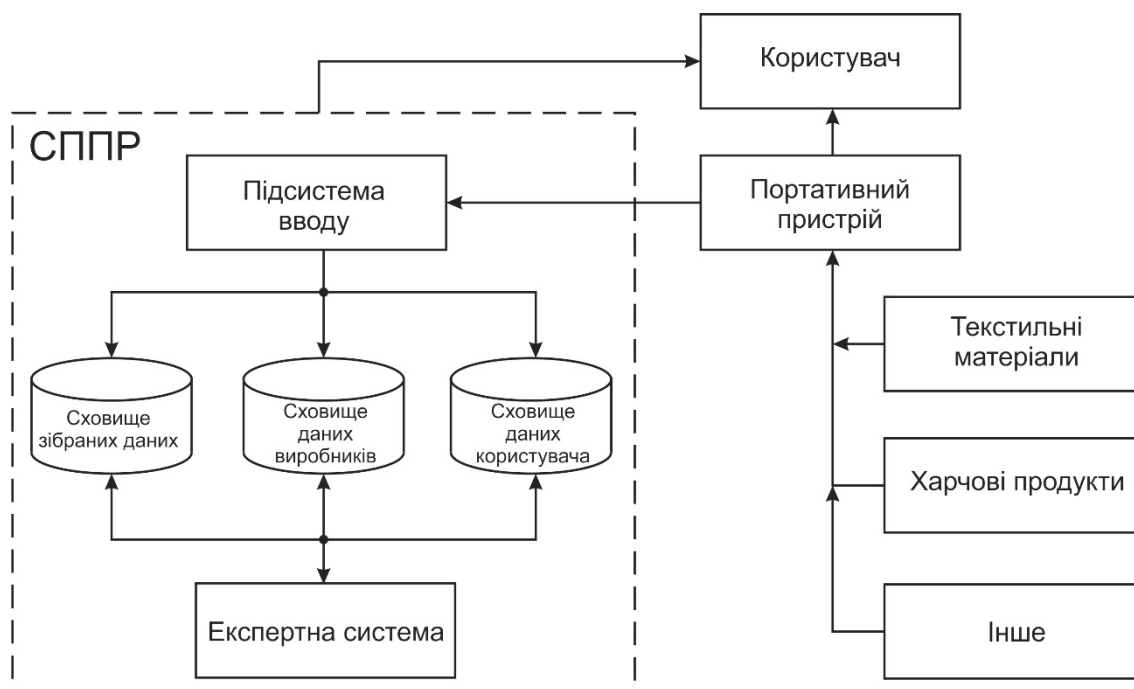 Користувач
СППР
Підсистема
вводу
Портативний
пристрій
Текстильні
матеріали
Сховище
зібраних даних
Сховище
даних
виробників
Сховище
даних
користувача
Харчові продукти
Експертна система
Інше